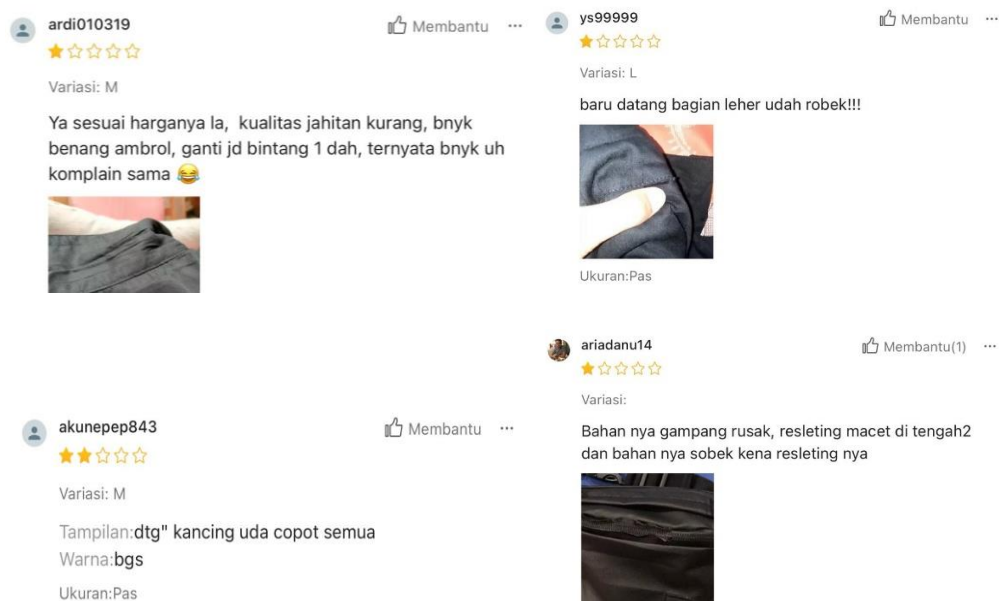 ardi010319
Membantu
Variasi: M
Ya sesuai harganya la, kualitas jahitan kurang, bnyk
benang ambrol, ganti jd bintang 1 dah, ternyata bnyk uh
komplain sama 😂
ys99999
Membantu
Variasi: L
baru datang bagian leher udah robek!!!
Ukuran:Pas
akunepep843
Membantu
Variasi: M
Tampilan:dtg" kancing uda copot semua
Warna:bgs
Ukuran:Pas
ariadanu14
Membantu(1)
Variasi:
Bahan nya gampang rusak, resleting macet di tengah2
dan bahan nya sobek kena resleting nya